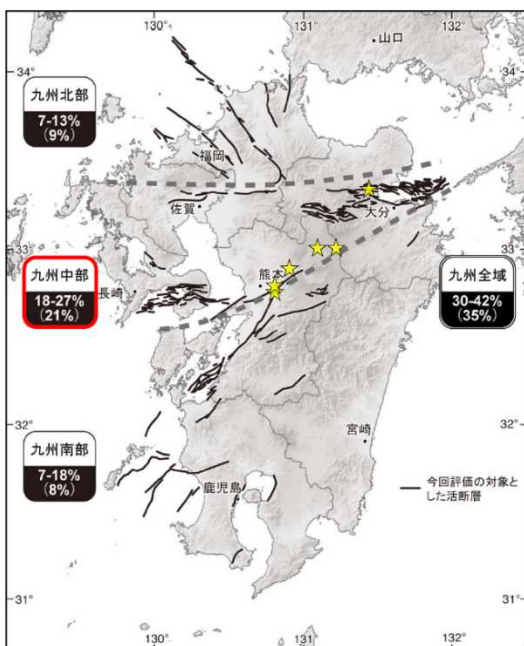 130°
131°
132°
山口
34°
34°
九州北部
7-13%
(9%)
福岡
佐賀
大分
33°
33°
九州中部
18-27%
(21%)
長崎
熊本
九州全域
30-42%
(35%)
32°
32°
宮崎
九州南部
7-18%
(8%)
鹿児島
今回評価の対象と
した活断層
31°
31°
130°
131°
132°